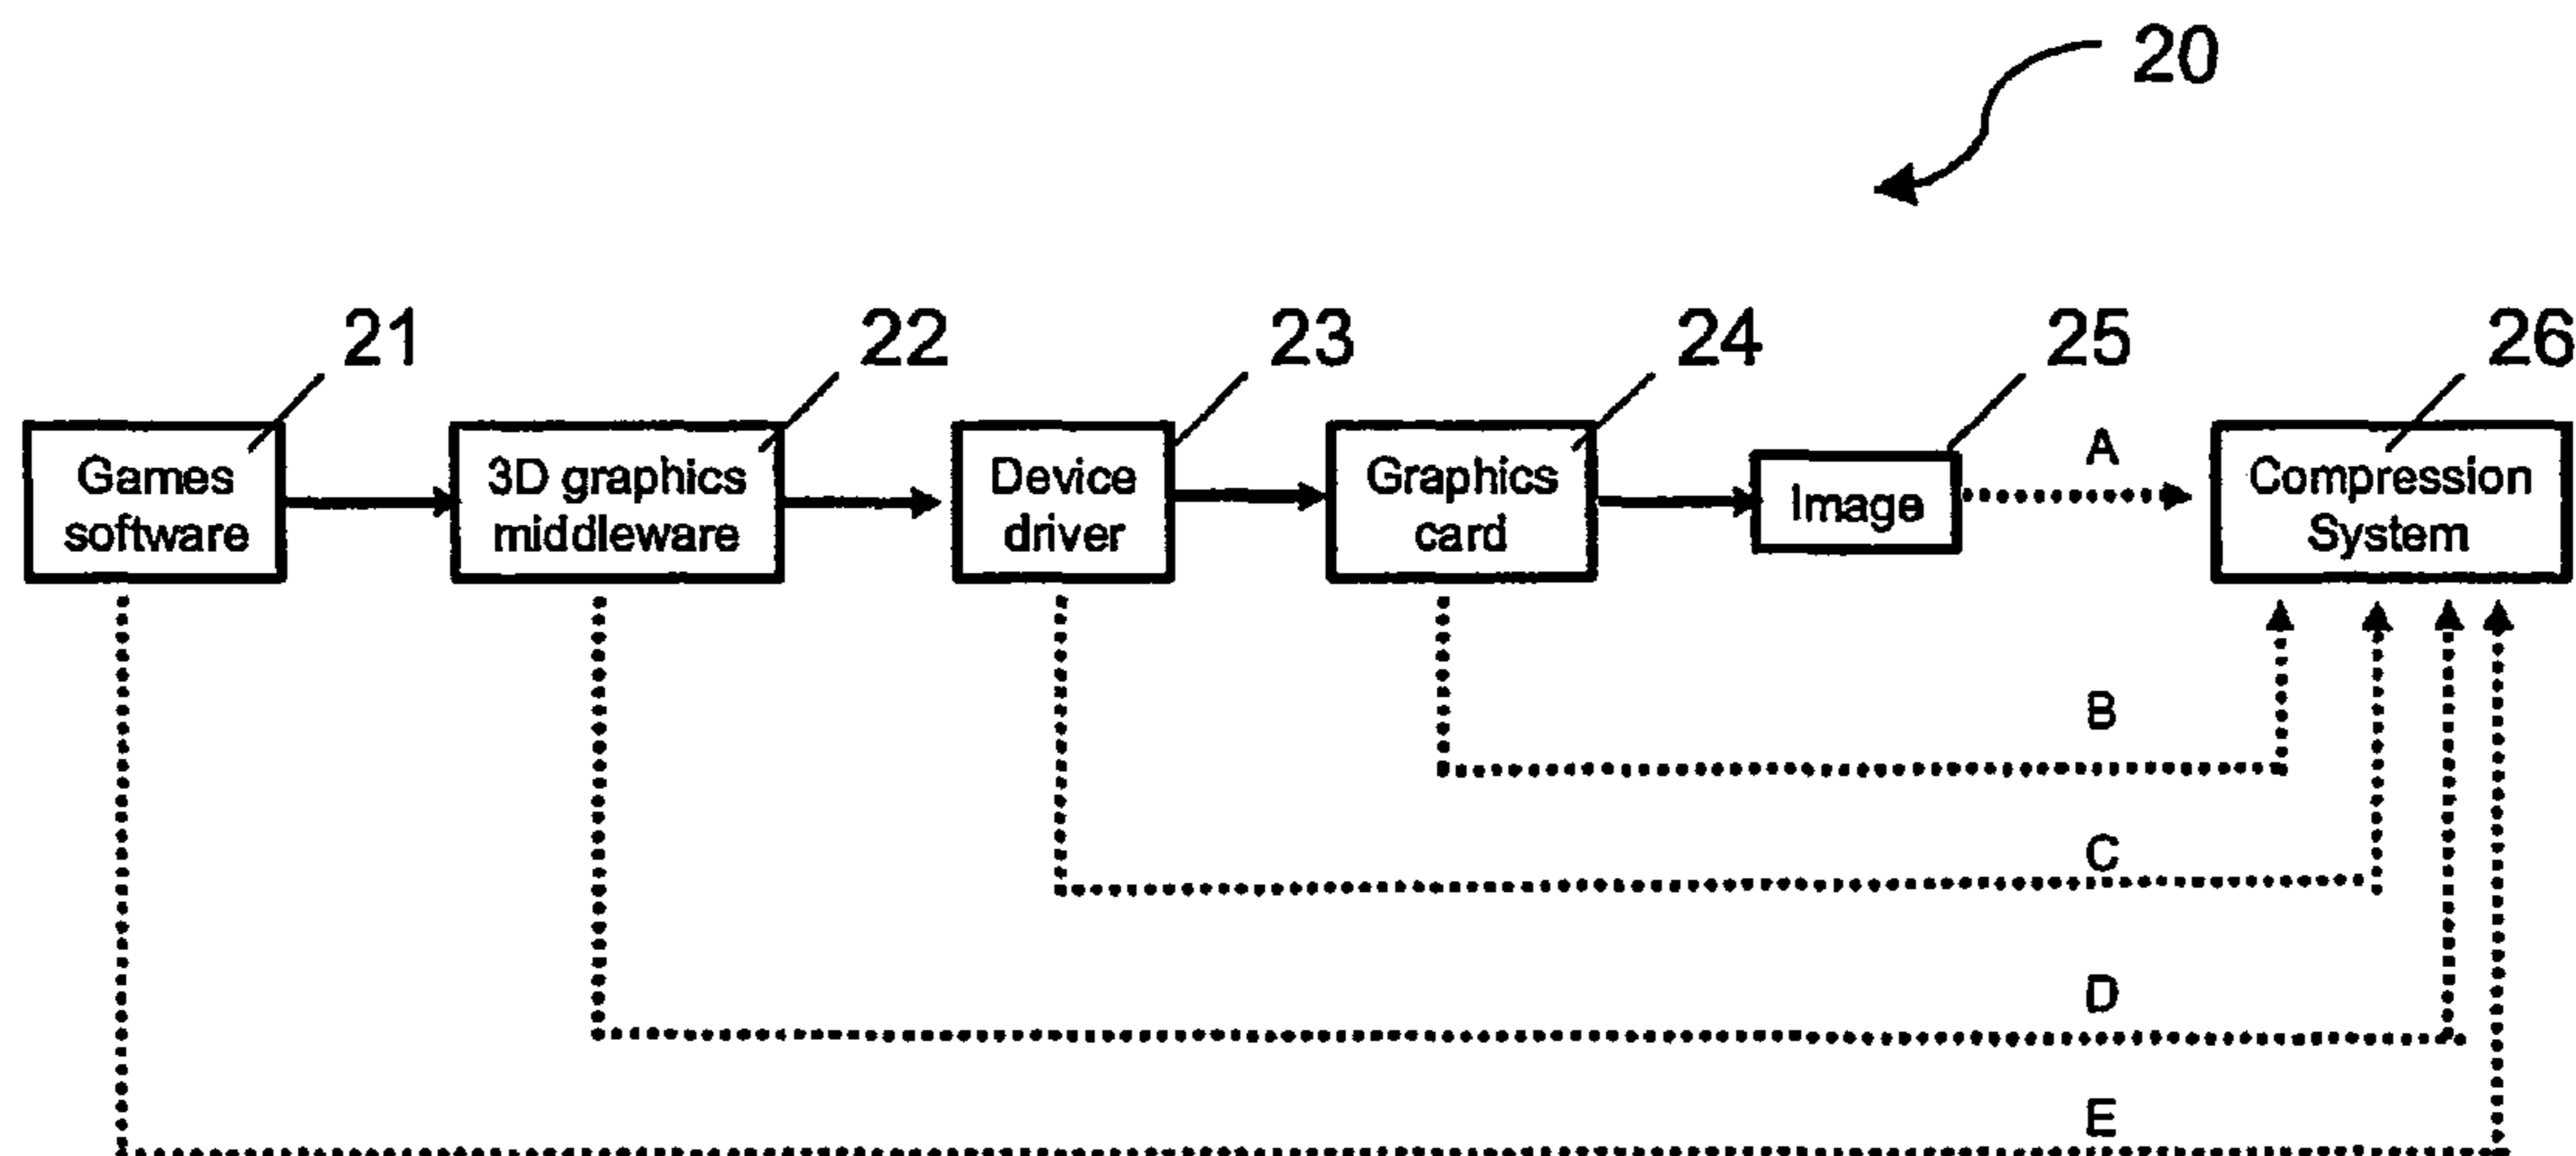 20
21
22
23
24
25
26
Games
software
3D graphics
middleware
Device
driver
Graphics
card
Image
A
Compression
System
B
C
D
E